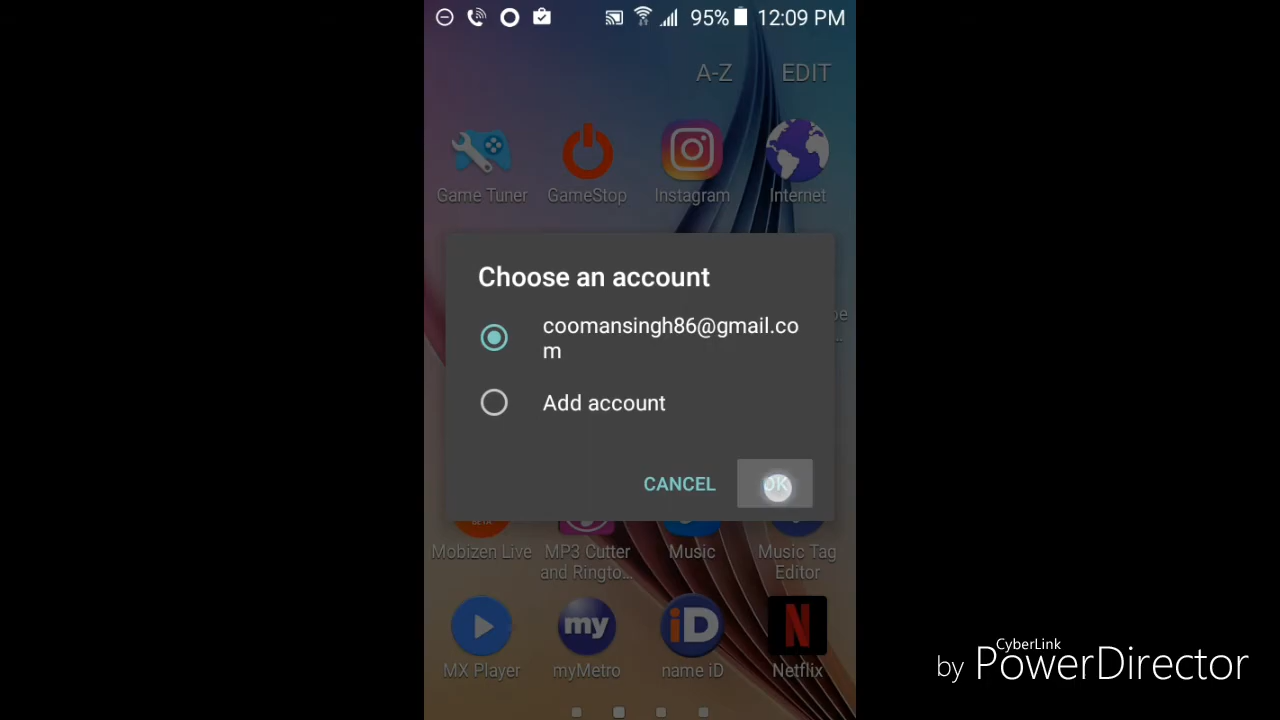 95% 12:09 PM
A-Z EDIT
Game Tuner GameStop Instagram Internet
Choose an account
coomansingh86@gmail.co
m
Add account
CANCEL OK
BETA
Mobizen Live MP3 Cutter Music Music Tag
and Ringto... Editor
my iD N
MX Player myMetro name iD Netflix
CyberLink
by PowerDirector